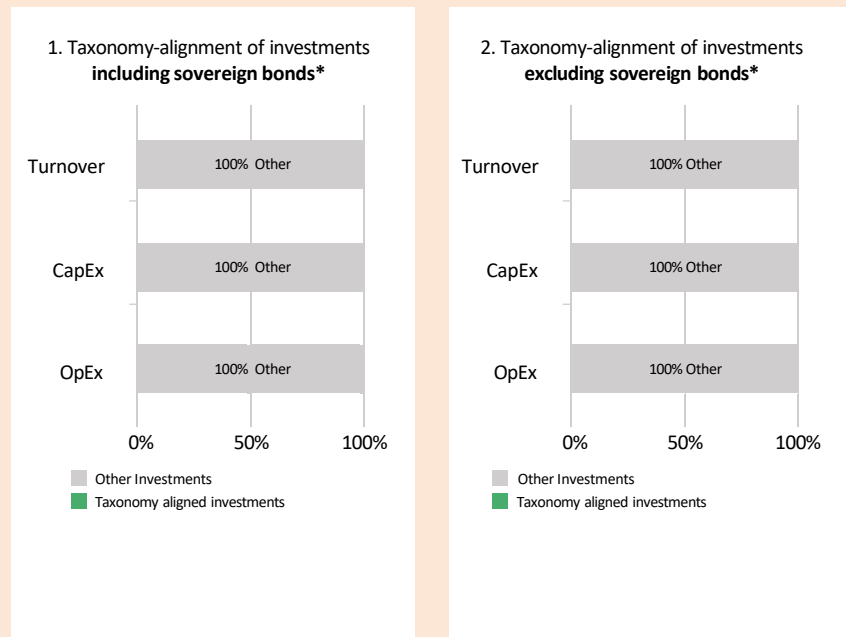 1. Taxonomy-alignment of investments
including sovereign bonds*
Turnover
100% Other
CapEx
100% Other
OpEx
100% Other
0%
50%
100%
Other Investments
Taxonomy aligned investments
2. Taxonomy-alignment of investments
excluding sovereign bonds*
Turnover
100% Other
CapEx
100% Other
OpEx
100% Other
0%
50%
100%
Other Investments
Taxonomy aligned investments